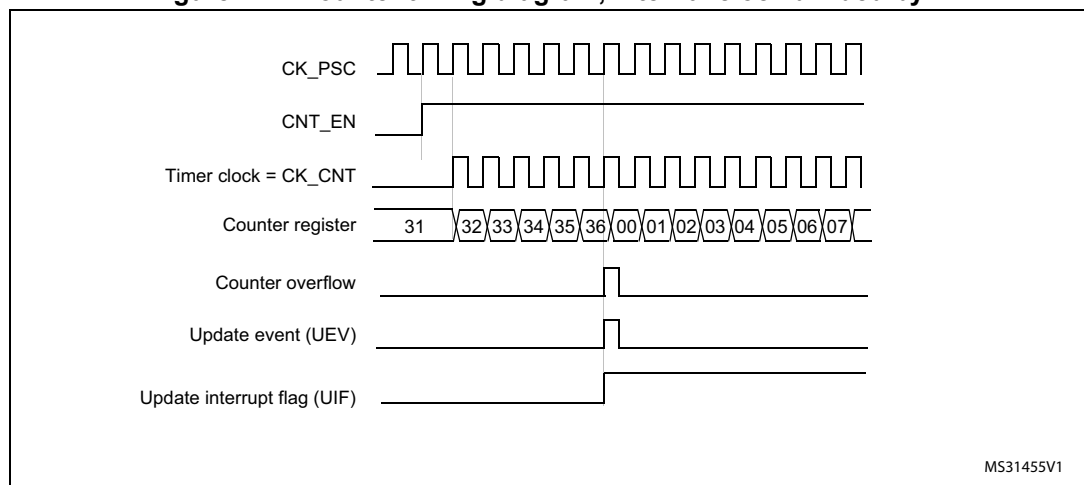 CK_PSC
CNT_EN
Timer clock = CK_CNT
Counter register 31 32 33 34 35 36 00 01 02 03 04 05 06 07
Counter overflow
Update event (UEV)
Update interrupt flag (UIF)
MS31455V1